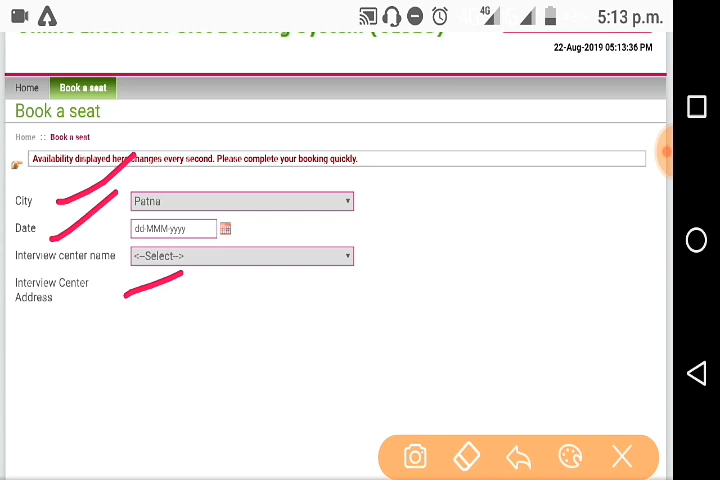 4G
5:13 p.m.
22-Aug-2019 05:13:36 PM
Home Book a seat
Book a seat
Home :: Book a seat
Availability displayed here changes every second. Please complete your booking quickly.
City Patna
Date dd-MMM-yyyy
Interview center name <--Select-->
Interview Center
Address